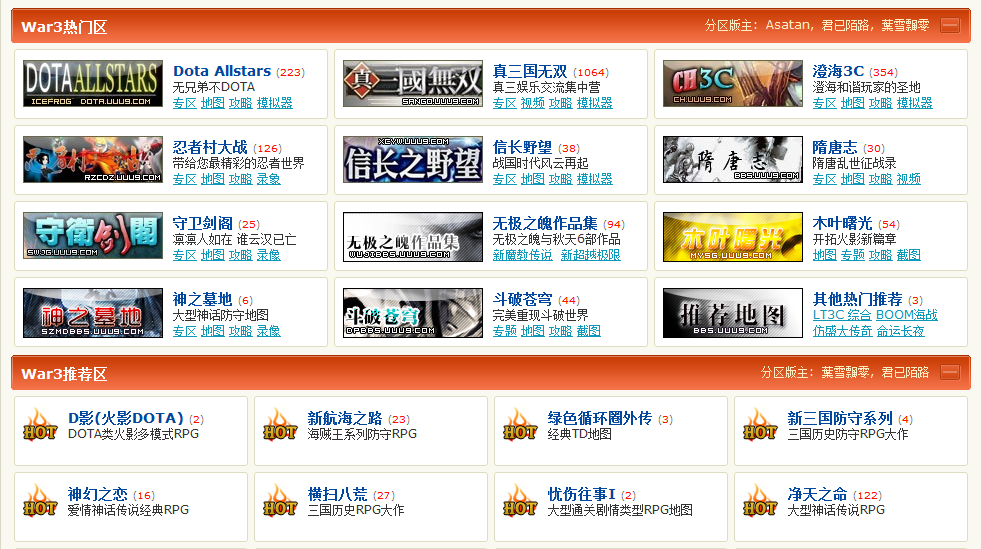 War3热门区
分区版主: Asatan, 君已陌路, 葉雪飄零
DOTA ALLSTARS
ICEFROG DOTA.UUU9.COM
Dota Allstars (223)
无兄弟不DOTA
专区 地图 攻略 模拟器
真三國無双
SANGO.UUU9.COM
真三国无双 (1064)
真三娱乐交流集中营
专区 视频 攻略 模拟器
CH3C
CH.UUU9.COM
澄海3C (354)
澄海和谐玩家的圣地
专区 地图 攻略 模拟器
RZCDZ.UUU9.COM
忍者村大战 (126)
带给您最精彩的忍者世界
专区 地图 攻略 录象
XCYW.UUU9.COM
信长之野望
信长野望 (38)
战国时代风云再起
专区 地图 攻略 模拟器
隋唐志
BBS.UUU9.COM
隋唐志 (30)
隋唐乱世征战录
专区 地图 攻略 视频
守衛剑閣
SWJG.UUU9.COM
守卫剑阁 (25)
凛凛人如在 谁云汉已亡
专区 地图 攻略 录像
无极之魄作品集
WUJIBBS.UUU9.COM
无极之魄作品集 (94)
无极之魄与秋天6部作品
新魔教传说 新超越极限
木叶曙光
MYSG.UUU9.COM
木叶曙光 (54)
开拓火影新篇章
地图 专题 攻略 截图
神之墓地
SZMDBBS.UUU9.COM
神之墓地 (6)
大型神话防守地图
专区 地图 攻略 录像
斗破苍穹
DPBBS.UUU9.COM
斗破苍穹 (44)
完美重现斗破世界
专题 地图 攻略 截图
推荐地图
BBS.UUU9.COM
其他热门推荐 (3)
LT3C 综合 BOOM海战
仿盛大传奇 命运长夜
War3推荐区
分区版主: 葉雪飄零, 君已陌路
HOT
D影(火影DOTA) (2)
DOTA类火影多模式RPG
HOT
新航海之路 (23)
海贼王系列防守RPG
HOT
绿色循环圈外传 (3)
经典TD地图
HOT
新三国防守系列 (4)
三国历史防守RPG大作
HOT
神幻之恋 (16)
爱情神话传说经典RPG
HOT
横扫八荒 (27)
三国历史RPG大作
HOT
忧伤往事I (2)
大型通关剧情类型RPG地图
HOT
净天之命 (122)
大型神话传说RPG